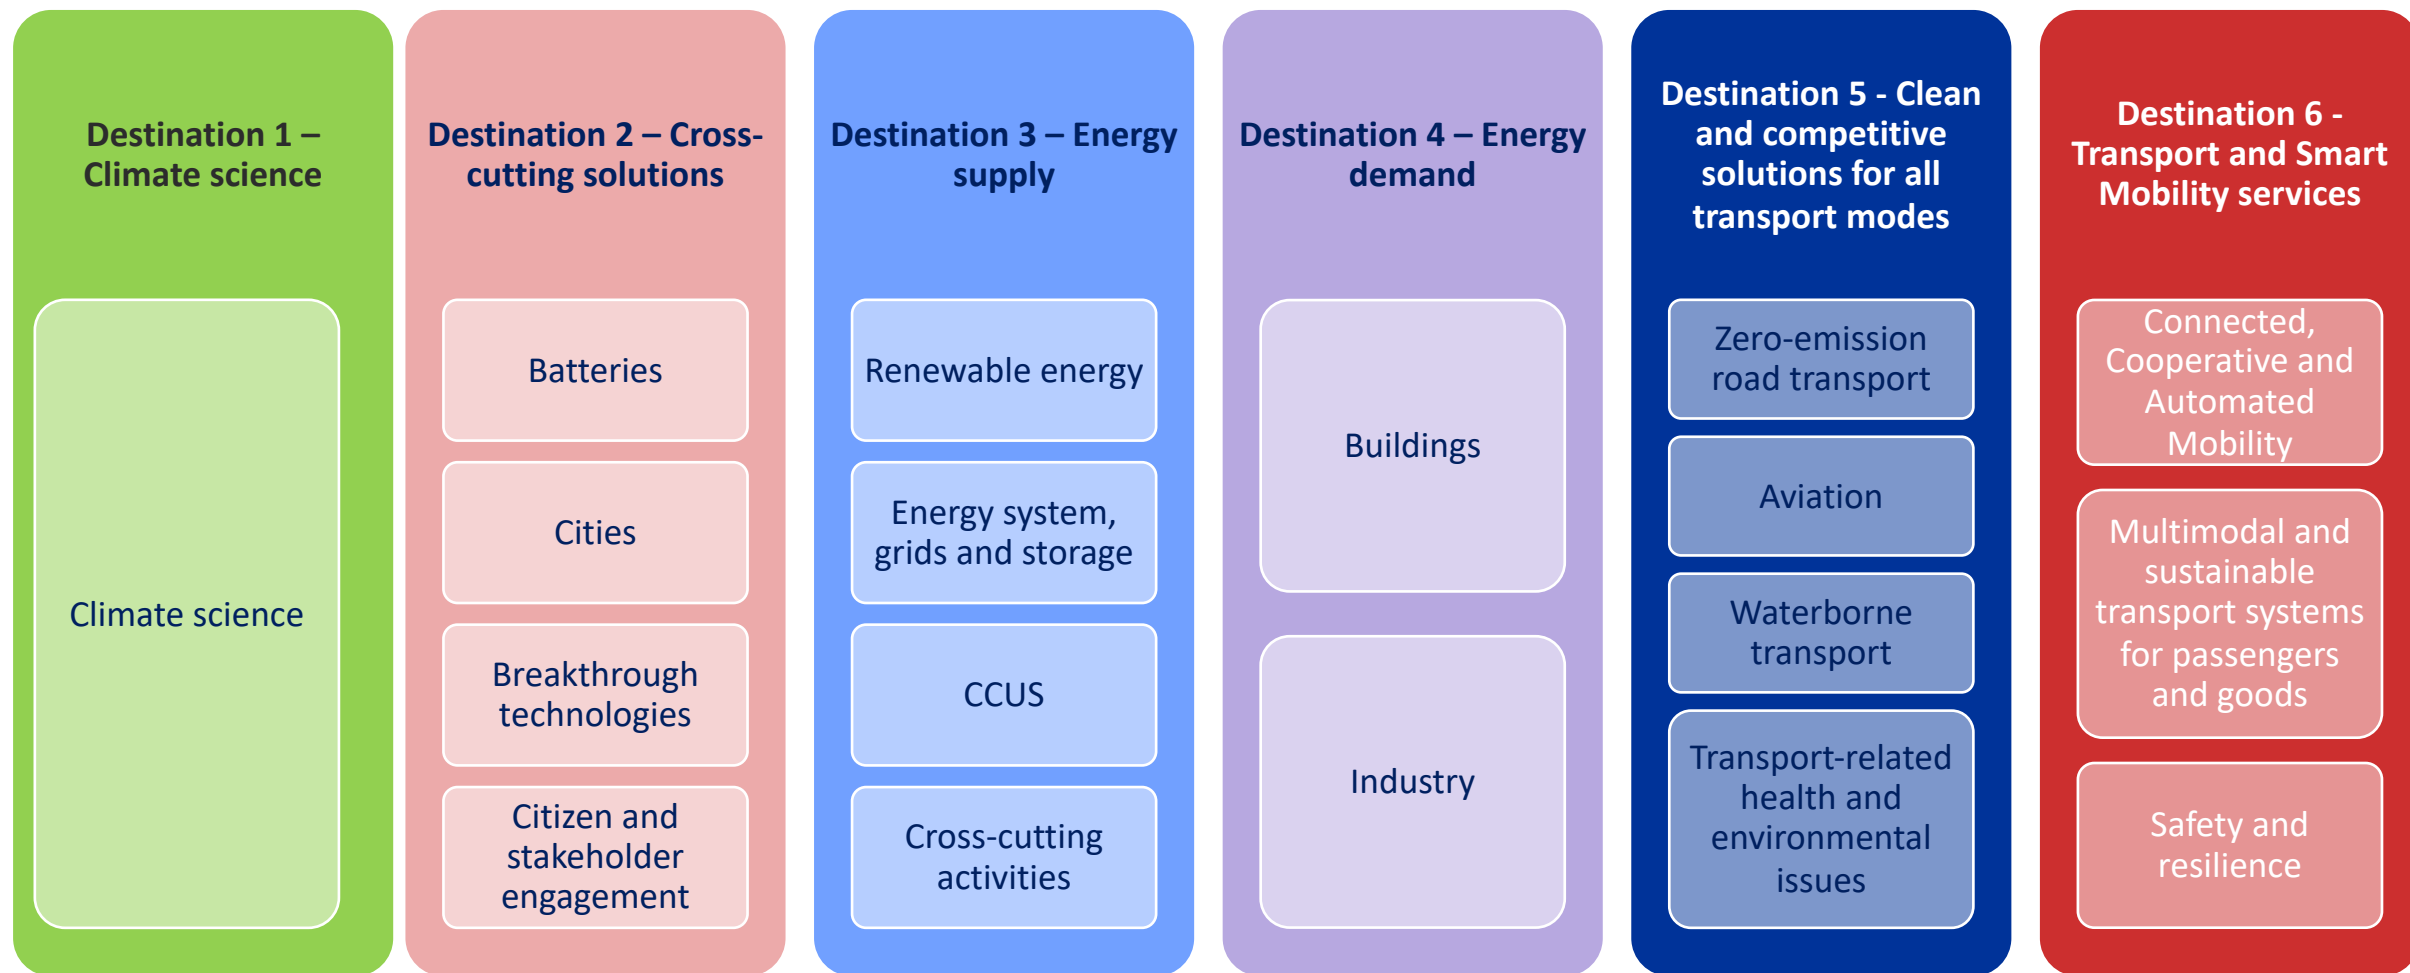 Destination 1 –
Climate science
Climate science
Destination 2 – Cross-
cutting solutions
Batteries
Cities
Breakthrough
technologies
Citizen and
stakeholder
engagement
Destination 3 – Energy
supply
Renewable energy
Energy system,
grids and storage
CCUS
Cross-cutting
activities
Destination 4 – Energy
demand
Buildings
Industry
Destination 5 - Clean
and competitive
solutions for all
transport modes
Zero-emission
road transport
Aviation
Waterborne
transport
Transport-related
health and
environmental
issues
Destination 6 -
Transport and Smart
Mobility services
Connected,
Cooperative and
Automated
Mobility
Multimodal and
sustainable
transport systems
for passengers
and goods
Safety and
resilience